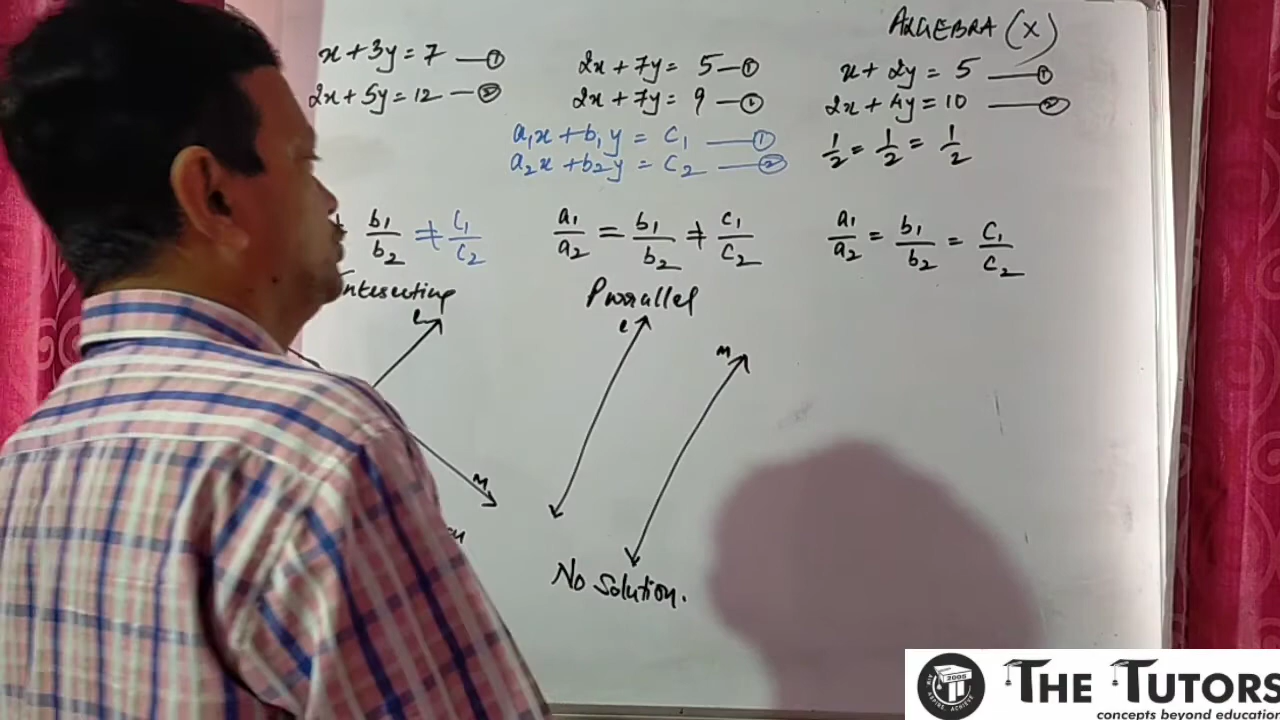 ALGEBRA (X)
x + 3y = 7 — ①
2x + 5y = 12 — ②
2x + 7y = 5 — ①
2x + 7y = 9 — ②
a₁x + b₁y = c₁ — ①
a₂x + b₂y = c₂ — ②
x + 2y = 5 — ①
2x + 4y = 10 — ②
1/2 = 1/2 = 1/2
≠ b₁/b₂ ≠ c₁/c₂
Intersecting
l
M
a₁/a₂ = b₁/b₂ ≠ c₁/c₂
Parallel
l
M
No Solution.
a₁/a₂ = b₁/b₂ = c₁/c₂
2005
THE TUTORS
concepts beyond education